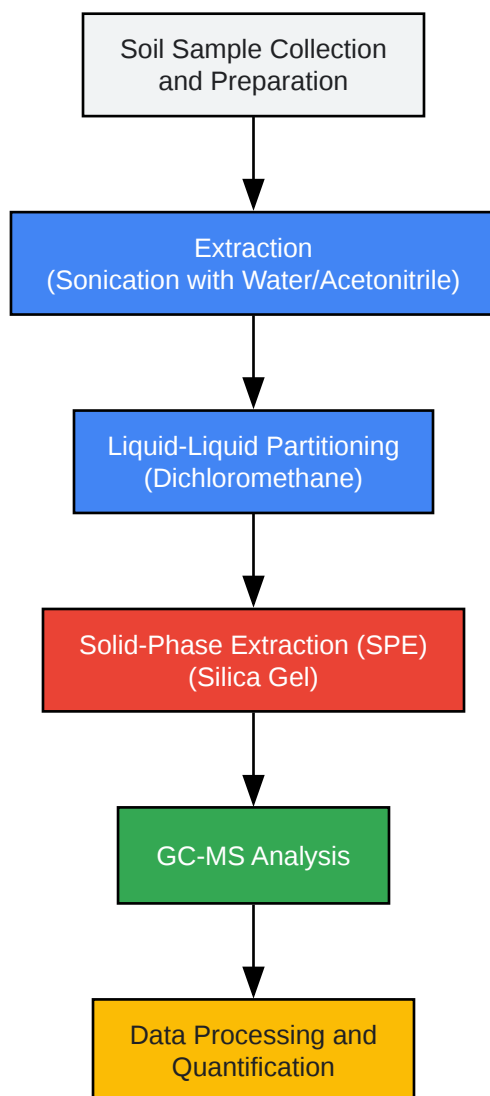 Soil Sample Collection
and Preparation
Extraction
(Sonication with Water/Acetonitrile)
Liquid-Liquid Partitioning
(Dichloromethane)
Solid-Phase Extraction (SPE)
(Silica Gel)
GC-MS Analysis
Data Processing and
Quantification